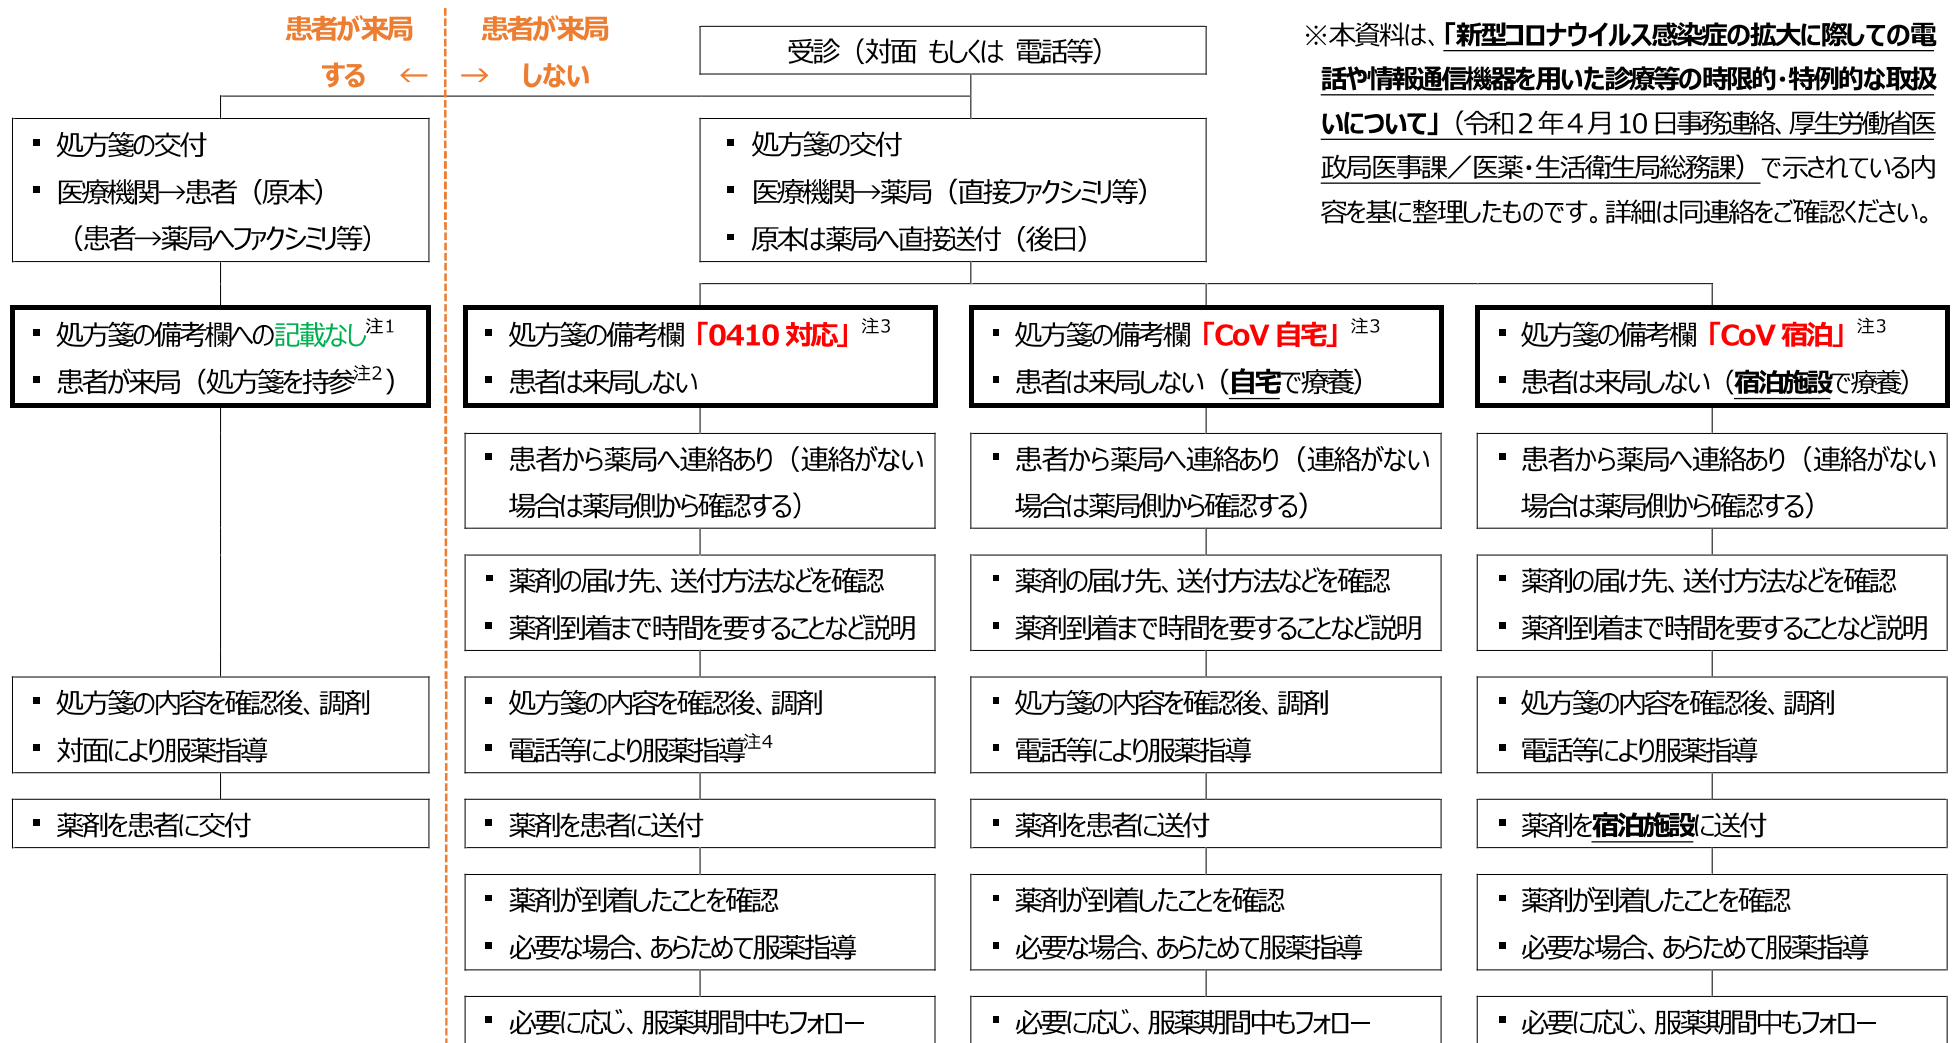 患者が来局
する ←
患者が来局
→ しない
受診（対面 もしくは 電話等）
※本資料は、「新型コロナウイルス感染症の拡大に際しての電
話や情報通信機器を用いた診療等の時限的・特例的な取扱
いについて」（令和２年４月 10 日事務連絡、厚生労働省医
政局医事課／医薬・生活衛生局総務課）で示されている内
容を基に整理したものです。詳細は同連絡をご確認ください。
▪ 処方箋の交付
▪ 医療機関→患者（原本）
（患者→薬局へファクシミリ等）
▪ 処方箋の交付
▪ 医療機関→薬局（直接ファクシミリ等）
▪ 原本は薬局へ直接送付（後日）
▪ 処方箋の備考欄への記載なし注1
▪ 患者が来局（処方箋を持参注2）
▪ 処方箋の備考欄「0410 対応」注3
▪ 患者は来局しない
▪ 処方箋の備考欄「CoV 自宅」注3
▪ 患者は来局しない（自宅で療養）
▪ 処方箋の備考欄「CoV 宿泊」注3
▪ 患者は来局しない（宿泊施設で療養）
▪ 患者から薬局へ連絡あり（連絡がない
場合は薬局側から確認する）
▪ 患者から薬局へ連絡あり（連絡がない
場合は薬局側から確認する）
▪ 患者から薬局へ連絡あり（連絡がない
場合は薬局側から確認する）
▪ 薬剤の届け先、送付方法などを確認
▪ 薬剤到着まで時間を要することなど説明
▪ 薬剤の届け先、送付方法などを確認
▪ 薬剤到着まで時間を要することなど説明
▪ 薬剤の届け先、送付方法などを確認
▪ 薬剤到着まで時間を要することなど説明
▪ 処方箋の内容を確認後、調剤
▪ 対面により服薬指導
▪ 処方箋の内容を確認後、調剤
▪ 電話等により服薬指導注4
▪ 処方箋の内容を確認後、調剤
▪ 電話等により服薬指導
▪ 処方箋の内容を確認後、調剤
▪ 電話等により服薬指導
▪ 薬剤を患者に交付
▪ 薬剤を患者に送付
▪ 薬剤を患者に送付
▪ 薬剤を宿泊施設に送付
▪ 薬剤が到着したことを確認
▪ 必要な場合、あらためて服薬指導
▪ 薬剤が到着したことを確認
▪ 必要な場合、あらためて服薬指導
▪ 薬剤が到着したことを確認
▪ 必要な場合、あらためて服薬指導
▪ 必要に応じ、服薬期間中もフォロー
▪ 必要に応じ、服薬期間中もフォロー
▪ 必要に応じ、服薬期間中もフォロー